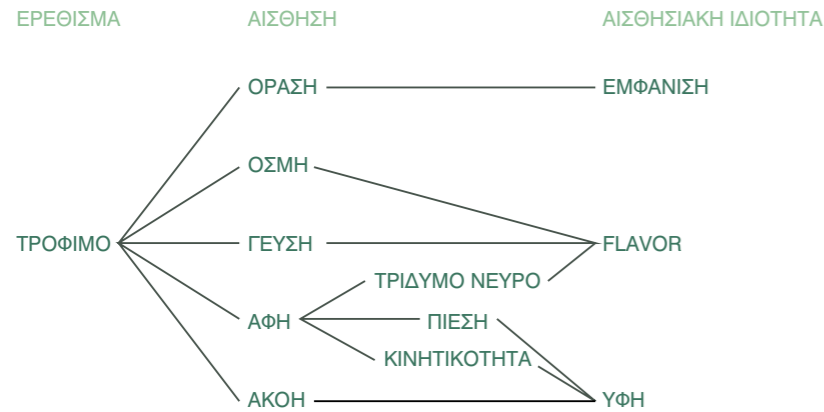 ΕΡΕΘΙΣΜΑ ΑΙΣΘΗΣΗ ΑΙΣΘΗΣΙΑΚΗ ΙΔΙΟΤΗΤΑ
ΟΡΑΣΗ ΕΜΦΑΝΙΣΗ
ΟΣΜΗ
ΤΡΟΦΙΜΟ ΓΕΥΣΗ FLAVOR
ΤΡΙΔΥΜΟ ΝΕΥΡΟ
ΑΦΗ ΠΙΕΣΗ
ΚΙΝΗΤΙΚΟΤΗΤΑ
ΑΚΟΗ ΥΦΗ